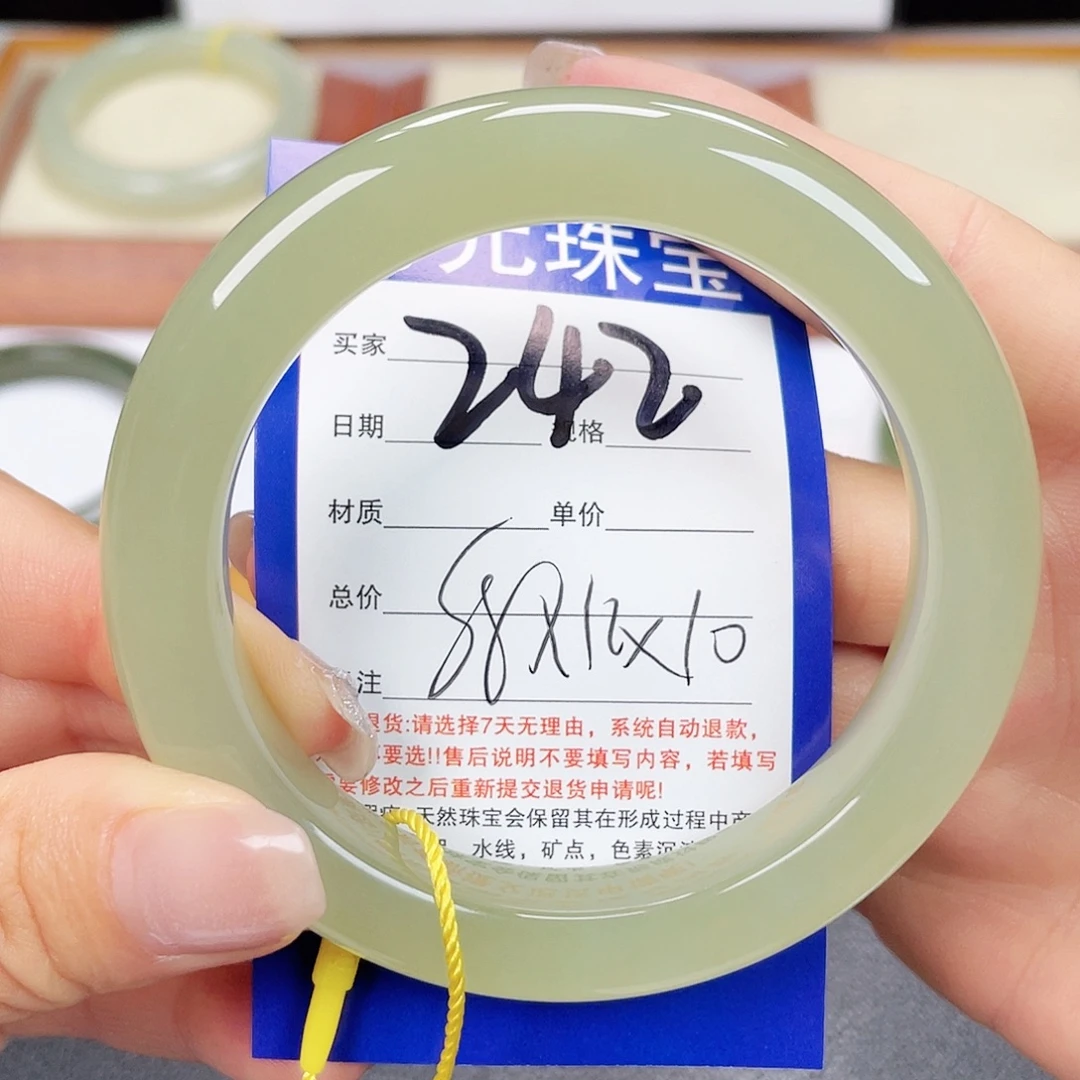 元珠宝
买家
242
日期 规格
材质 单价
总价
58X12X10
注
退货:请选择7天无理由，系统自动退款，
要选!!售后说明不要填写内容，若填写
要修改之后重新提交退货申请呢!
天然珠宝会保留其在形成过程中产
水线，矿点，色素沉